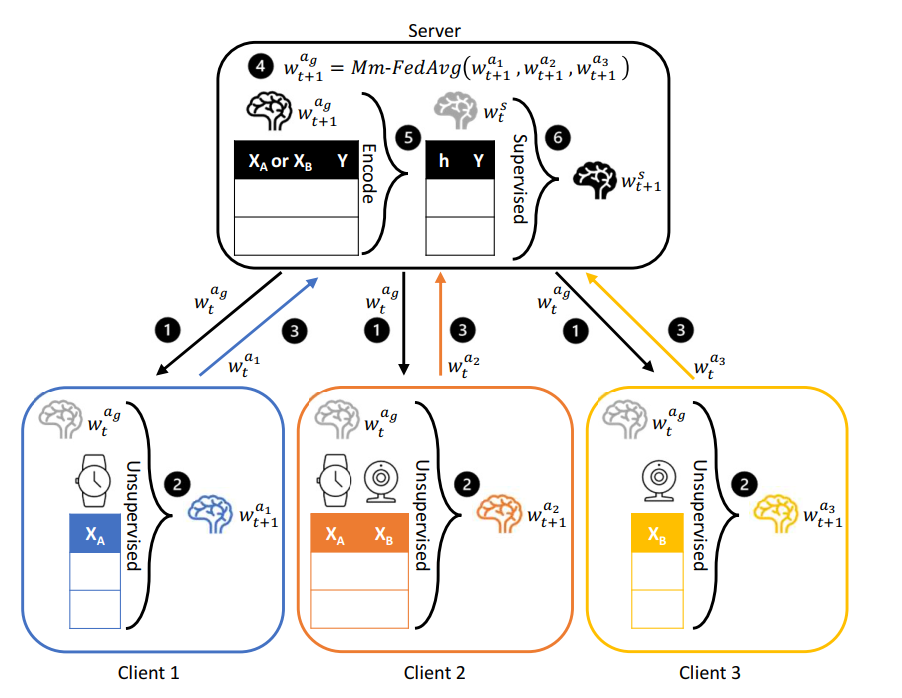 Server
4 w_{t+1}^{a_g} = Mm-FedAvg(w_{t+1}^{a_1}, w_{t+1}^{a_2}, w_{t+1}^{a_3})
w_{t+1}^{a_g}
X_A or X_B Y
Encode
5
w_t^s
h Y
Supervised
6
w_{t+1}^s
w_t^{a_g}
1
3
w_t^{a_1}
w_t^{a_g}
1
3
w_t^{a_2}
w_t^{a_g}
1
3
w_t^{a_3}
w_t^{a_g}
X_A
Unsupervised
2
w_{t+1}^{a_1}
Client 1
w_t^{a_g}
X_A X_B
Unsupervised
2
w_{t+1}^{a_2}
Client 2
w_t^{a_g}
X_B
Unsupervised
2
w_{t+1}^{a_3}
Client 3